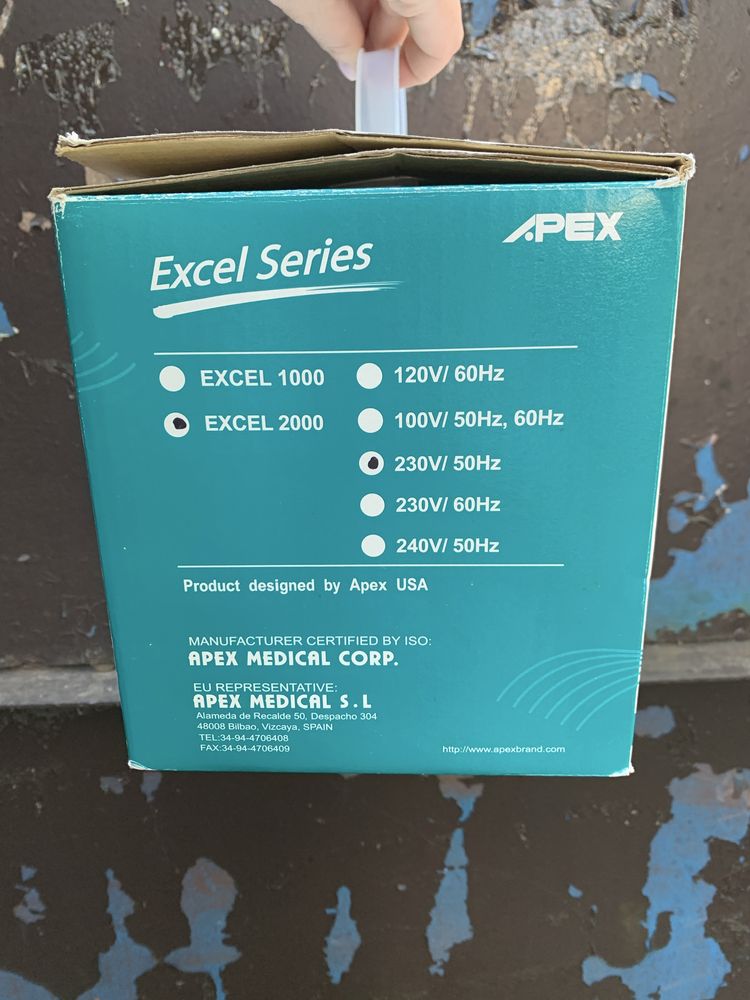 APEX
Excel Series
EXCEL 1000
EXCEL 2000
120V/ 60Hz
100V/ 50Hz, 60Hz
230V/ 50Hz
230V/ 60Hz
240V/ 50Hz
Product designed by Apex USA
MANUFACTURER CERTIFIED BY ISO:
APEX MEDICAL CORP.
EU REPRESENTATIVE:
APEX MEDICAL S.L
Alameda de Recalde 50, Despacho 304
48008 Bilbao, Vizcaya, SPAIN
TEL:34-94-4706408
FAX:34-94-4706409
http://www.apexbrand.com